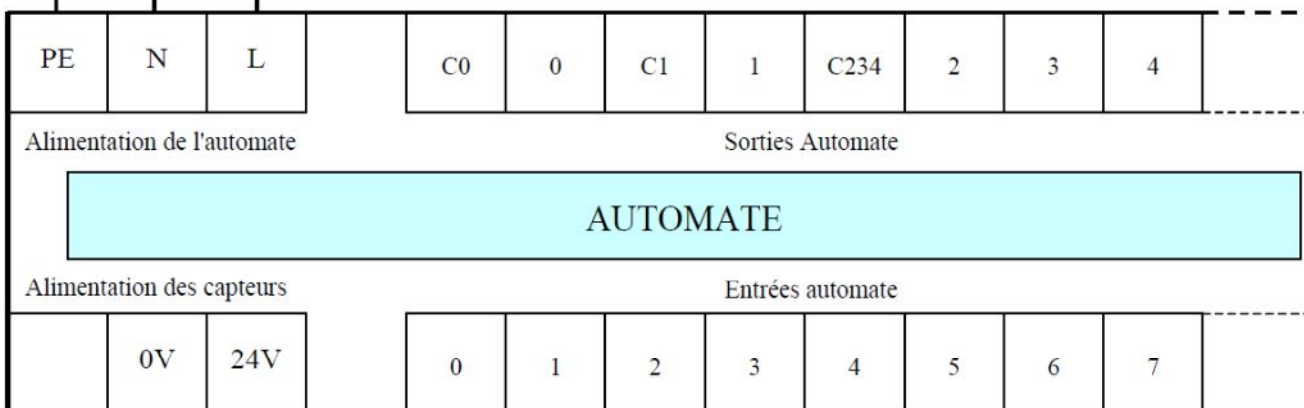 PE N L C0 0 C1 1 C234 2 3 4
Alimentation de l'automate Sorties Automate
AUTOMATE
Alimentation des capteurs Entrées automate
0V 24V 0 1 2 3 4 5 6 7